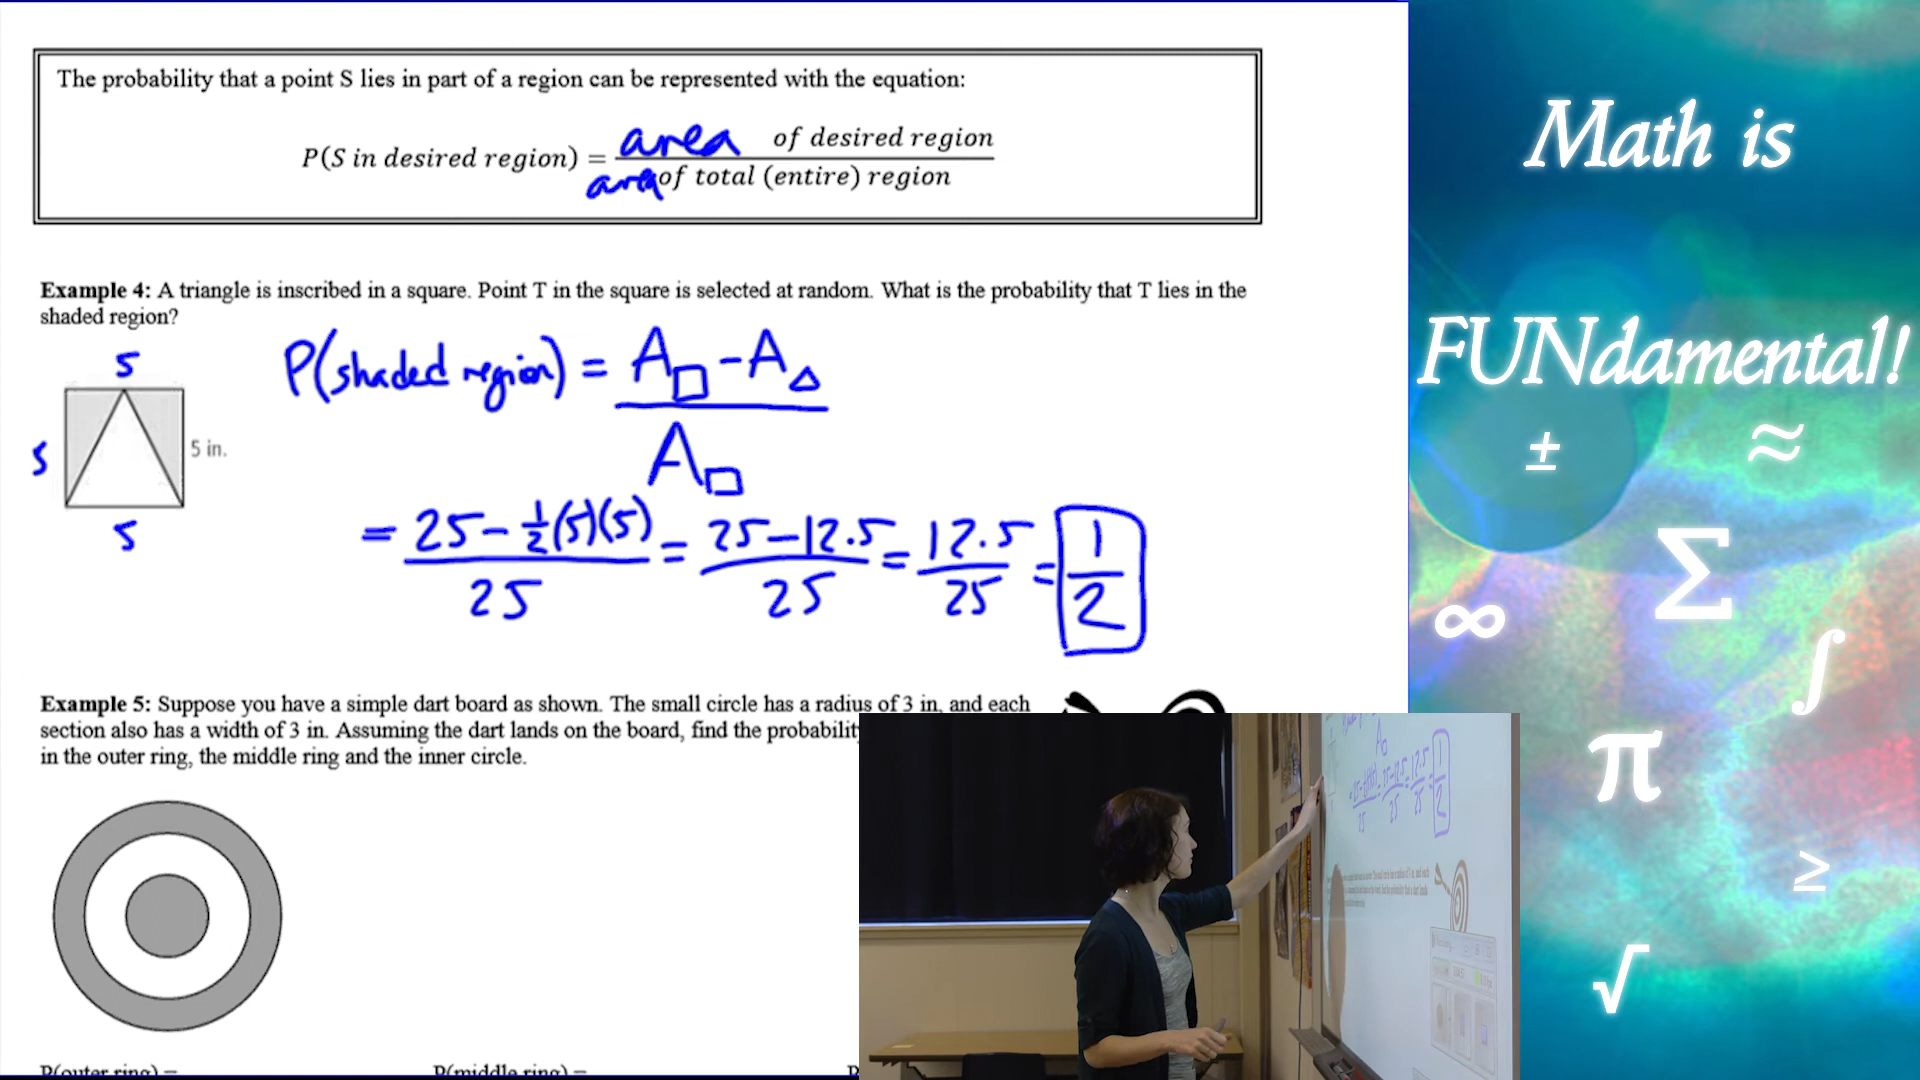 The probability that a point S lies in part of a region can be represented with the equation:
P(S in desired region) = area of desired region
area of total (entire) region
Example 4: A triangle is inscribed in a square. Point T in the square is selected at random. What is the probability that T lies in the
shaded region?
5
5
5 in.
5
P(shaded region) = A□ - A△
A□
= 25 - 1/2(5)(5) / 25 = 25 - 12.5 / 25 = 12.5 / 25 = 1/2
Example 5: Suppose you have a simple dart board as shown. The small circle has a radius of 3 in, and each
section also has a width of 3 in. Assuming the dart lands on the board, find the probability
in the outer ring, the middle ring and the inner circle.
P(outer ring) =
P(middle ring) =
P
Math is
FUNdamental!
± ≈
Σ
∞
∫
π
≥
√